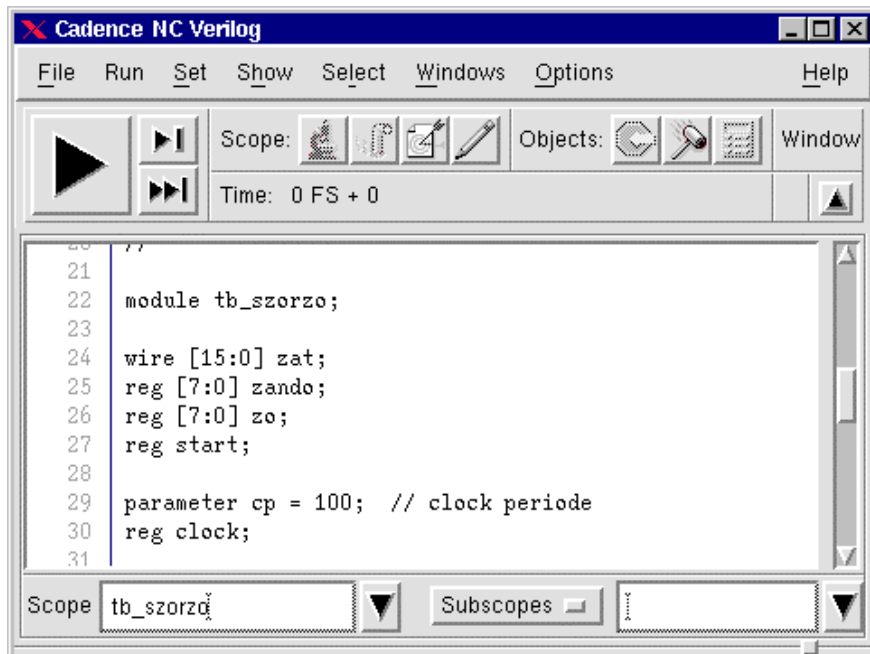 Cadence NC Verilog
File Run Set Show Select Windows Options Help
Scope: Objects: Window
Time: 0 FS + 0
20 //
21
22 module tb_szorzo;
23
24 wire [15:0] zat;
25 reg [7:0] zando;
26 reg [7:0] zo;
27 reg start;
28
29 parameter cp = 100; // clock periode
30 reg clock;
31
Scope tb_szorzo Subscopes